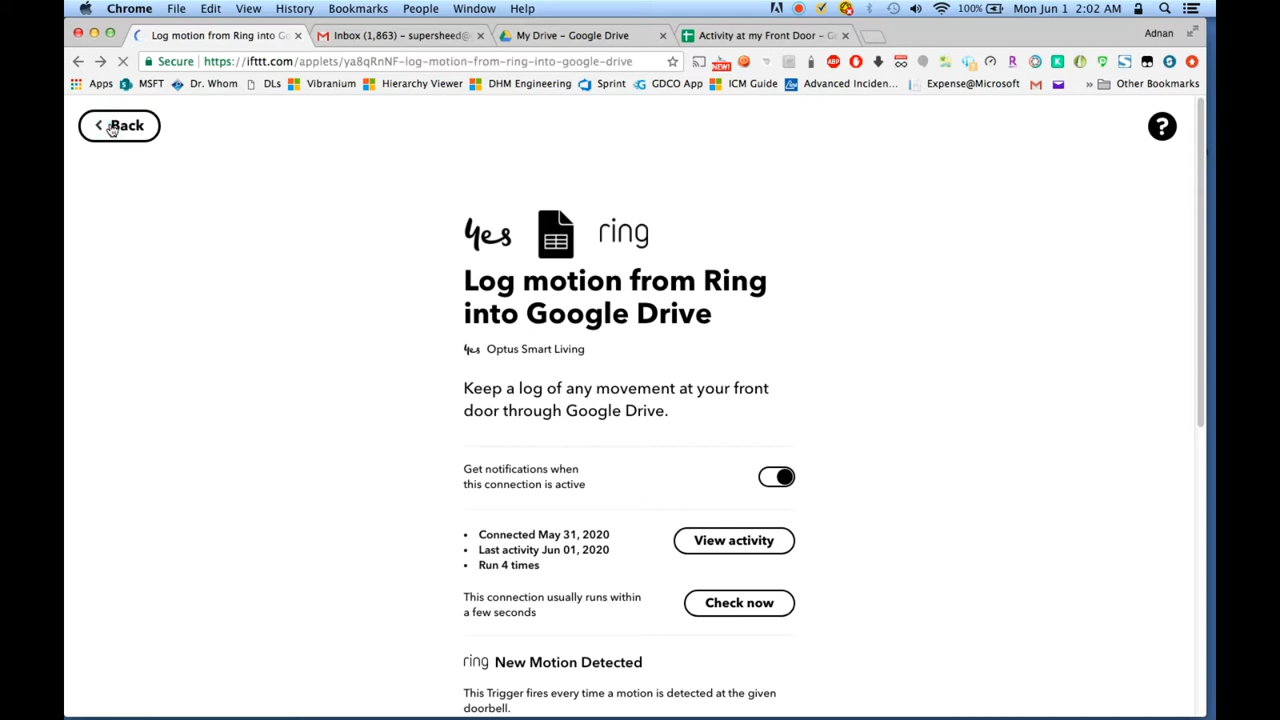 Chrome File Edit View History Bookmarks People Window Help 100% Mon Jun 1 2:02 AM
Log motion from Ring into Go Inbox (1,863) – supersheed@ My Drive – Google Drive Activity at my Front Door – Go Adnan
Secure https://ifttt.com/applets/yaBqRnNF-log-motion-from-ring-into-google-drive NEW! ABP
Apps MSFT Dr. Whom DLs Vibranium Hierarchy Viewer DHM Engineering Sprint GDCO App ICM Guide Advanced Inciden... Expense@Microsoft » Other Bookmarks
< Back ?
yes ring
Log motion from Ring
into Google Drive
yes Optus Smart Living
Keep a log of any movement at your front
door through Google Drive.
Get notifications when
this connection is active
• Connected May 31, 2020
• Last activity Jun 01, 2020
• Run 4 times
View activity
This connection usually runs within
a few seconds
Check now
ring New Motion Detected
This Trigger fires every time a motion is detected at the given
doorbell.